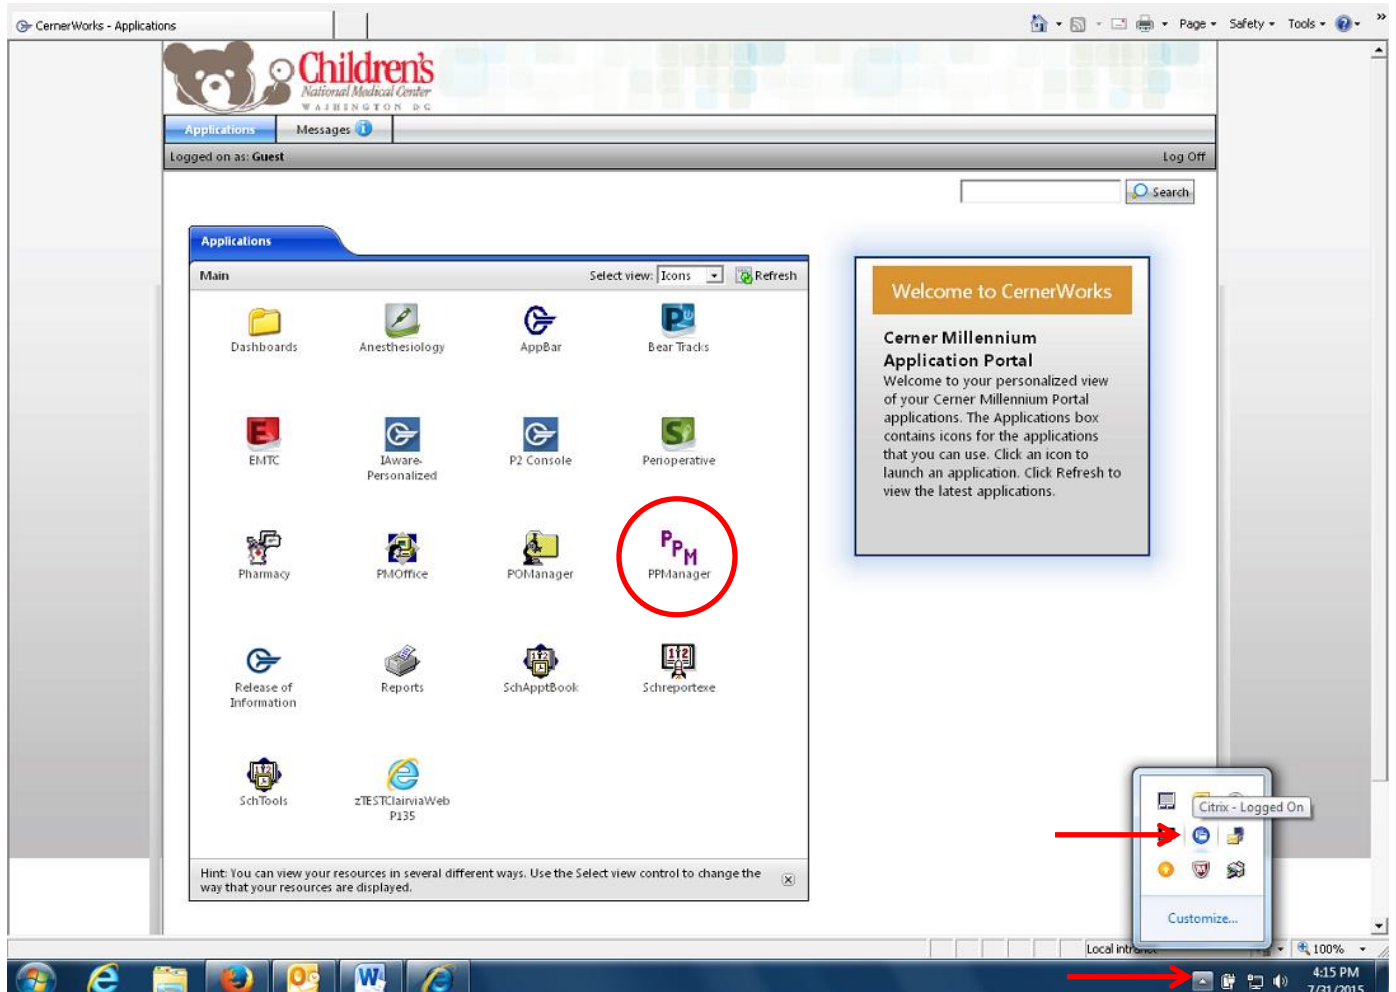 CernerWorks - Applications
Page
Safety
Tools
Children's
National Medical Center
WASHINGTON DC
Applications
Messages
Logged on as: Guest
Log Off
Search
Applications
Main
Select view: Icons
Refresh
Dashboards
Anesthesiology
AppBar
Bear Tracks
EMTC
IAware-
Personalized
P2 Console
Perioperative
Pharmacy
PMOffice
POManager
PPM
PPManager
Release of
Information
Reports
SchApptBook
Schreportexe
SchTools
zTESTClairviaWeb
P135
Hint: You can view your resources in several different ways. Use the Select view control to change the
way that your resources are displayed.
Welcome to CernerWorks
Cerner Millennium
Application Portal
Welcome to your personalized view
of your Cerner Millennium Portal
applications. The Applications box
contains icons for the applications
that you can use. Click an icon to
launch an application. Click Refresh to
view the latest applications.
Citrix - Logged On
Customize...
Local intranet
100%
4:15 PM
7/31/2015